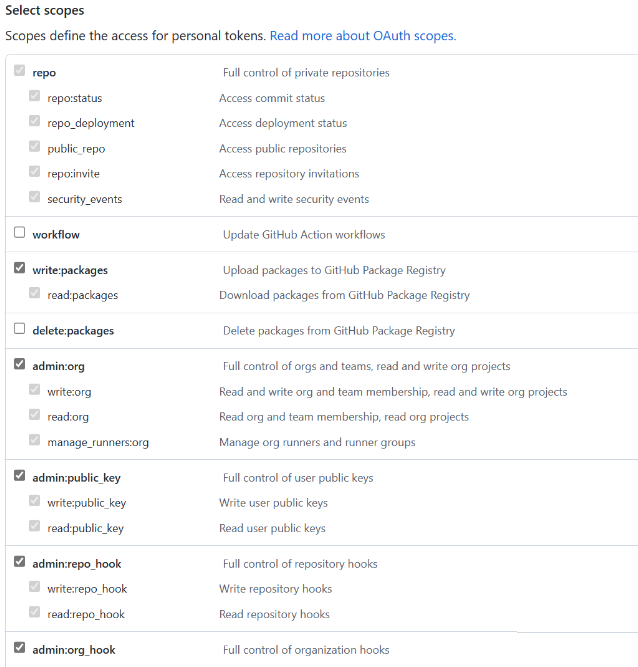 Select scopes
Scopes define the access for personal tokens. Read more about OAuth scopes.
repo Full control of private repositories
repo:status Access commit status
repo_deployment Access deployment status
public_repo Access public repositories
repo:invite Access repository invitations
security_events Read and write security events
workflow Update GitHub Action workflows
write:packages Upload packages to GitHub Package Registry
read:packages Download packages from GitHub Package Registry
delete:packages Delete packages from GitHub Package Registry
admin:org Full control of orgs and teams, read and write org projects
write:org Read and write org and team membership, read and write org projects
read:org Read org and team membership, read org projects
manage_runners:org Manage org runners and runner groups
admin:public_key Full control of user public keys
write:public_key Write user public keys
read:public_key Read user public keys
admin:repo_hook Full control of repository hooks
write:repo_hook Write repository hooks
read:repo_hook Read repository hooks
admin:org_hook Full control of organization hooks